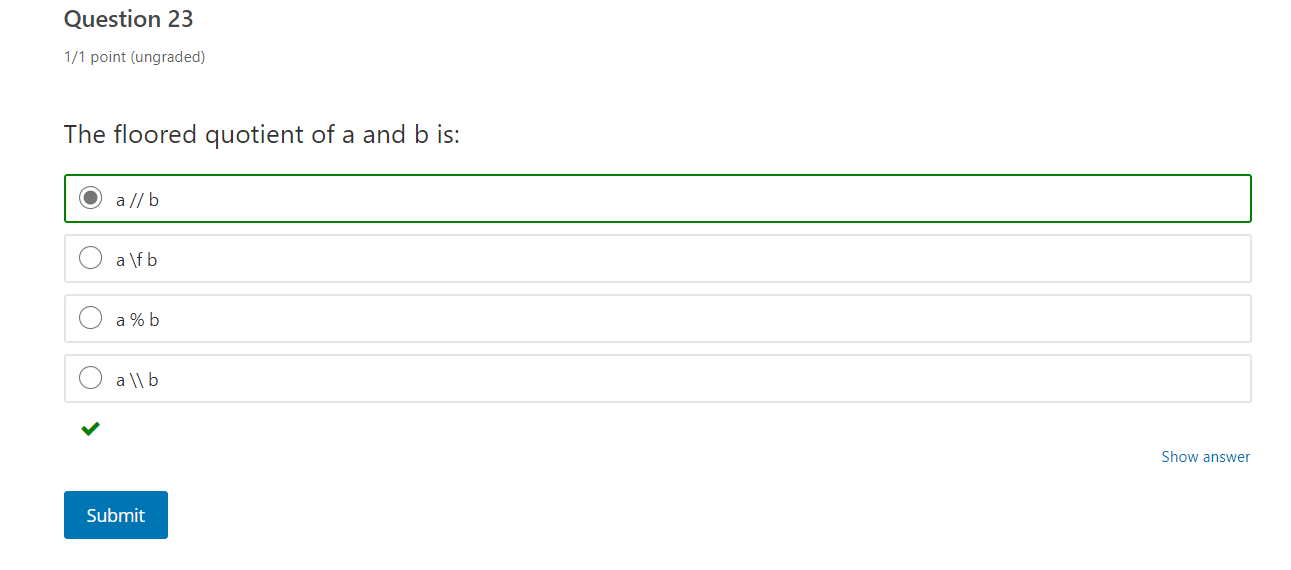 Question 23
1/1 point (ungraded)
The floored quotient of a and b is:
a // b
a \f b
a % b
a \\ b
Show answer
Submit